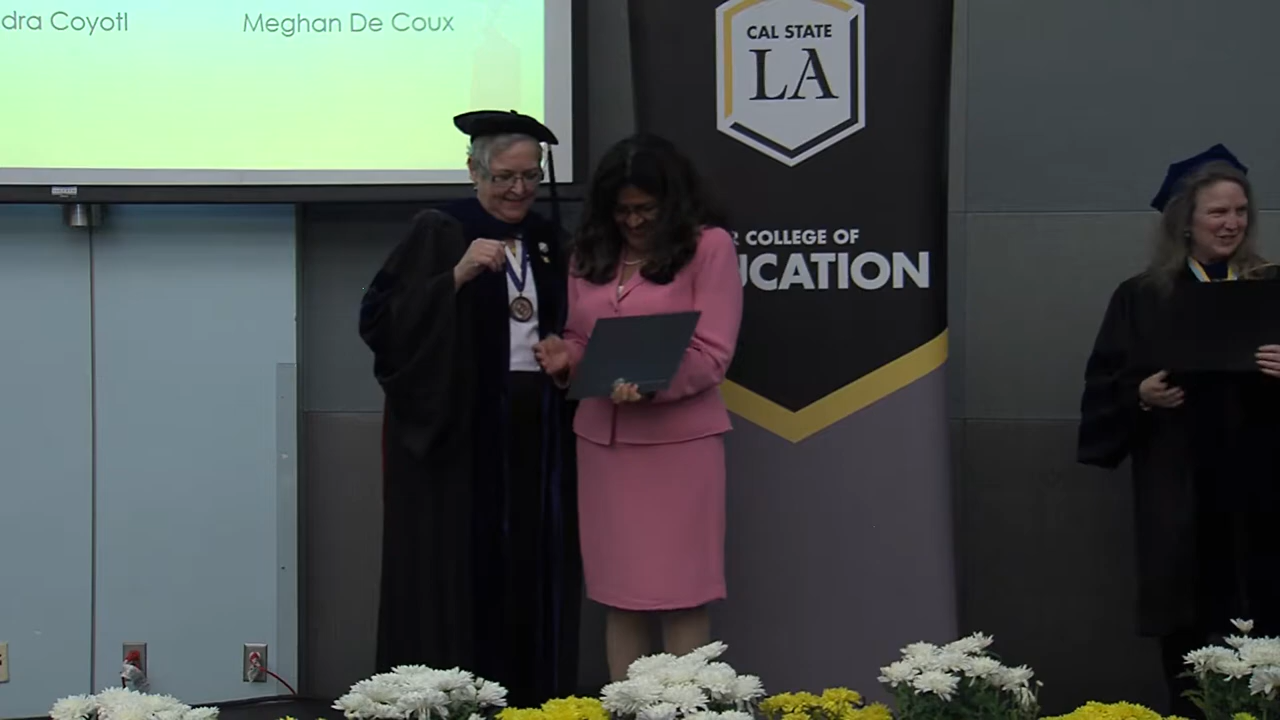 dra Coyotl
Meghan De Coux
CAL STATE
LA
COLLEGE OF
UCATION